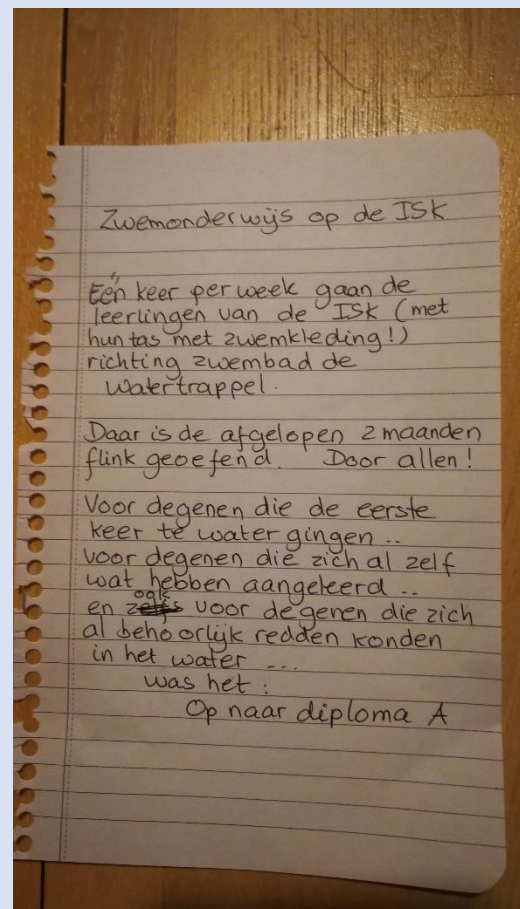 Zwemonderwijs op de ISK
Eén keer per week gaan de
leerlingen van de ISK (met
hun tas met zwemkleding!)
richting zwembad de
Watertrappel.
Daar is de afgelopen 2 maanden
flink geoefend. Door allen!
Voor degenen die de eerste
keer te water gingen ..
voor degenen die zich al zelf
wat hebben aangeleerd ..
en ook voor degenen die zich
al behoorlijk redden konden
in het water ...
was het :
Op naar diploma A